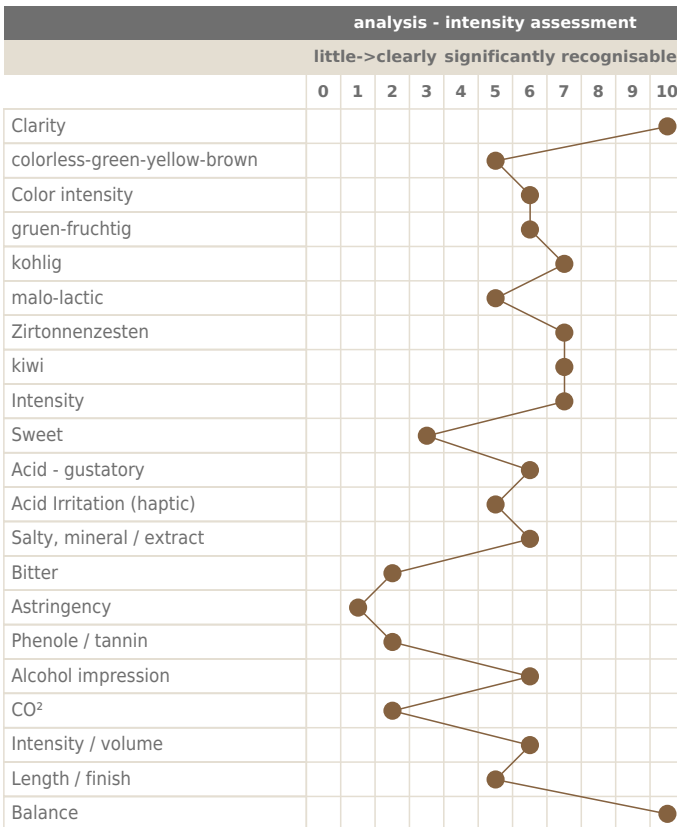 analysis - intensity assessment
little->clearly significantly recognisable
0 1 2 3 4 5 6 7 8 9 10
Clarity
colorless-green-yellow-brown
Color intensity
gruen-fruchtig
kohlig
malo-lactic
Zirtonnenzesten
kiwi
Intensity
Sweet
Acid - gustatory
Acid Irritation (haptic)
Salty, mineral / extract
Bitter
Astringency
Phenole / tannin
Alcohol impression
CO²
Intensity / volume
Length / finish
Balance